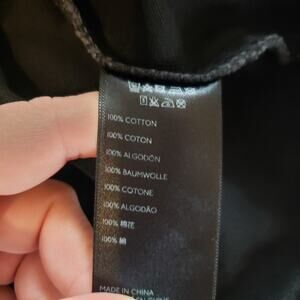 100% COTTON
100% COTON
100% ALGODÓN
100% BAUMWOLLE
100% COTONE
100% ALGODÃO
100% 棉花
100% 綿
MADE IN CHINA